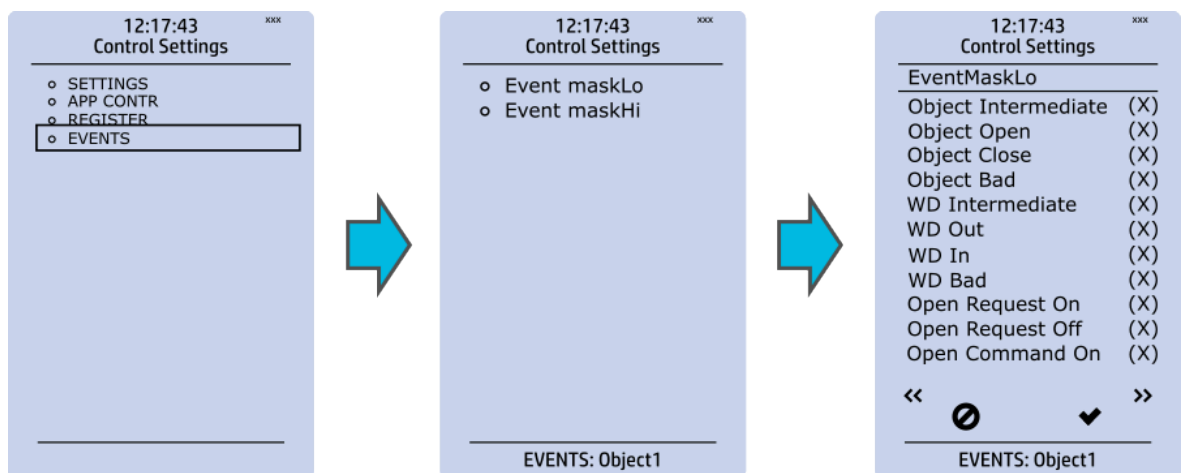 12:17:43 xxx
Control Settings
SETTINGS
APP CONTR
REGISTER
EVENTS
12:17:43 xxx
Control Settings
Event maskLo
Event maskHi
EVENTS: Object1
12:17:43 xxx
Control Settings
EventMaskLo
Object Intermediate (X)
Object Open (X)
Object Close (X)
Object Bad (X)
WD Intermediate (X)
WD Out (X)
WD In (X)
WD Bad (X)
Open Request On (X)
Open Request Off (X)
Open Command On (X)
<< >>
EVENTS: Object1